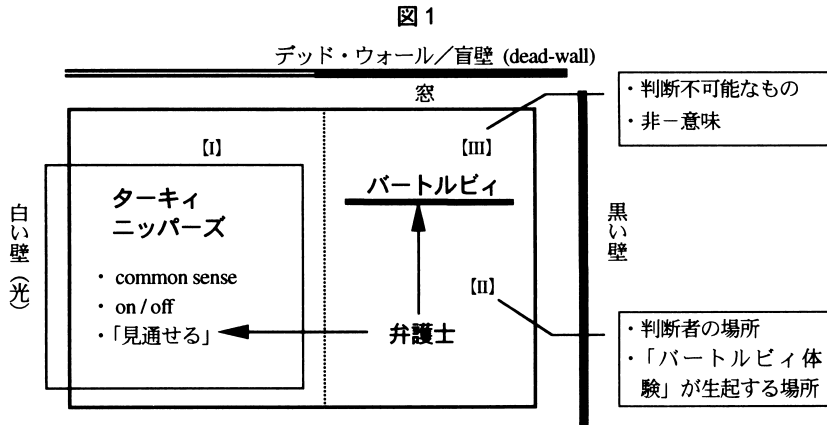 図1
デッド・ウォール／盲壁 (dead-wall)
窓
・判断不可能なもの
・非－意味
【I】
【III】
ターキィ
ニッパーズ
バートルビィ
白い壁（光）
黒い壁
・ common sense
・ on / off
・「見通せる」
【II】
弁護士
・判断者の場所
・「バートルビィ体
験」が生起する場所